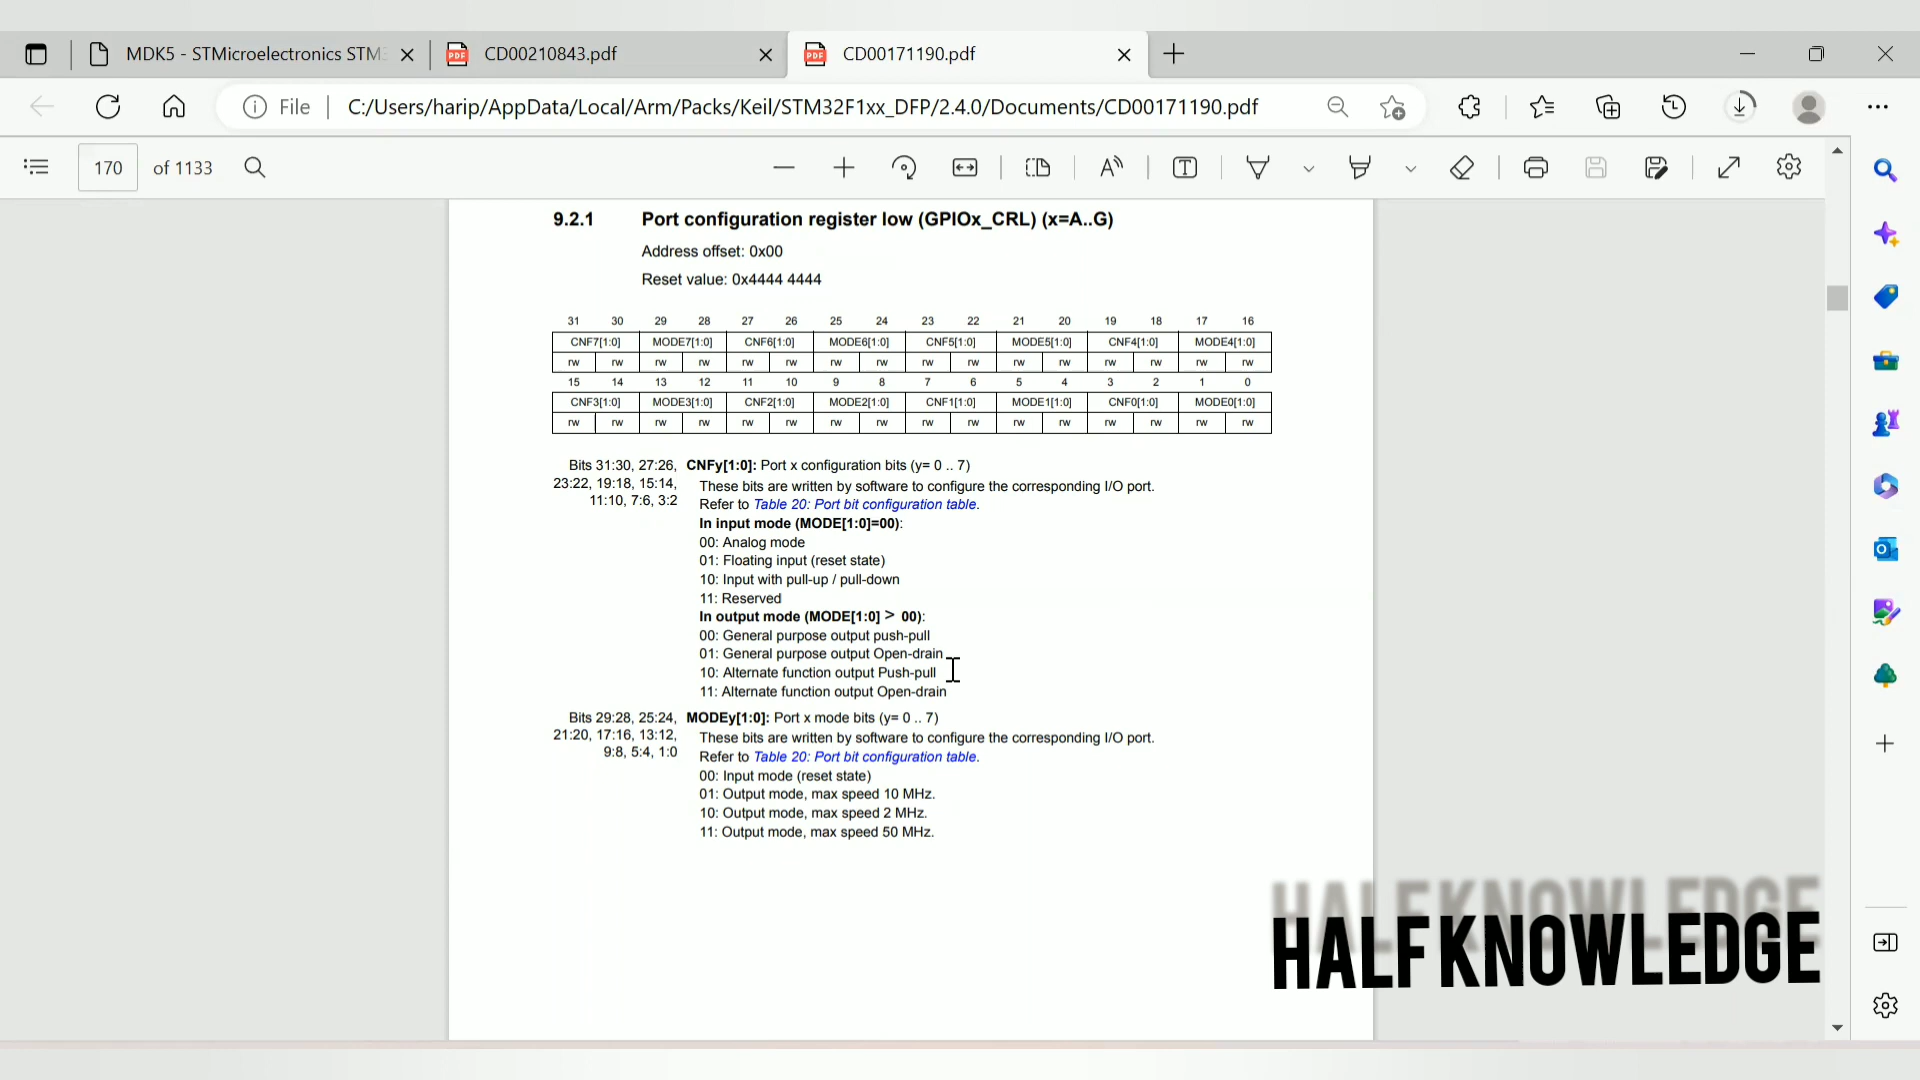 MDK5 - STMicroelectronics STM3
CD00210843.pdf
CD00171190.pdf
File
C:/Users/harip/AppData/Local/Arm/Packs/Keil/STM32F1xx_DFP/2.4.0/Documents/CD00171190.pdf
170 of 1133
9.2.1 Port configuration register low (GPIOx_CRL) (x=A..G)
Address offset: 0x00
Reset value: 0x4444 4444
31 30 29 28 27 26 25 24 23 22 21 20 19 18 17 16
CNF7[1:0] MODE7[1:0] CNF6[1:0] MODE6[1:0] CNF5[1:0] MODE5[1:0] CNF4[1:0] MODE4[1:0]
rw rw rw rw rw rw rw rw rw rw rw rw rw rw rw rw
15 14 13 12 11 10 9 8 7 6 5 4 3 2 1 0
CNF3[1:0] MODE3[1:0] CNF2[1:0] MODE2[1:0] CNF1[1:0] MODE1[1:0] CNF0[1:0] MODE0[1:0]
rw rw rw rw rw rw rw rw rw rw rw rw rw rw rw rw
Bits 31:30, 27:26, CNFy[1:0]: Port x configuration bits (y= 0 .. 7)
23:22, 19:18, 15:14, These bits are written by software to configure the corresponding I/O port.
11:10, 7:6, 3:2 Refer to Table 20: Port bit configuration table.
In input mode (MODE[1:0]=00):
00: Analog mode
01: Floating input (reset state)
10: Input with pull-up / pull-down
11: Reserved
In output mode (MODE[1:0] > 00):
00: General purpose output push-pull
01: General purpose output Open-drain
10: Alternate function output Push-pull
11: Alternate function output Open-drain
Bits 29:28, 25:24, MODEy[1:0]: Port x mode bits (y= 0 .. 7)
21:20, 17:16, 13:12, These bits are written by software to configure the corresponding I/O port.
9:8, 5:4, 1:0 Refer to Table 20: Port bit configuration table.
00: Input mode (reset state)
01: Output mode, max speed 10 MHz.
10: Output mode, max speed 2 MHz.
11: Output mode, max speed 50 MHz.
HALF KNOWLEDGE